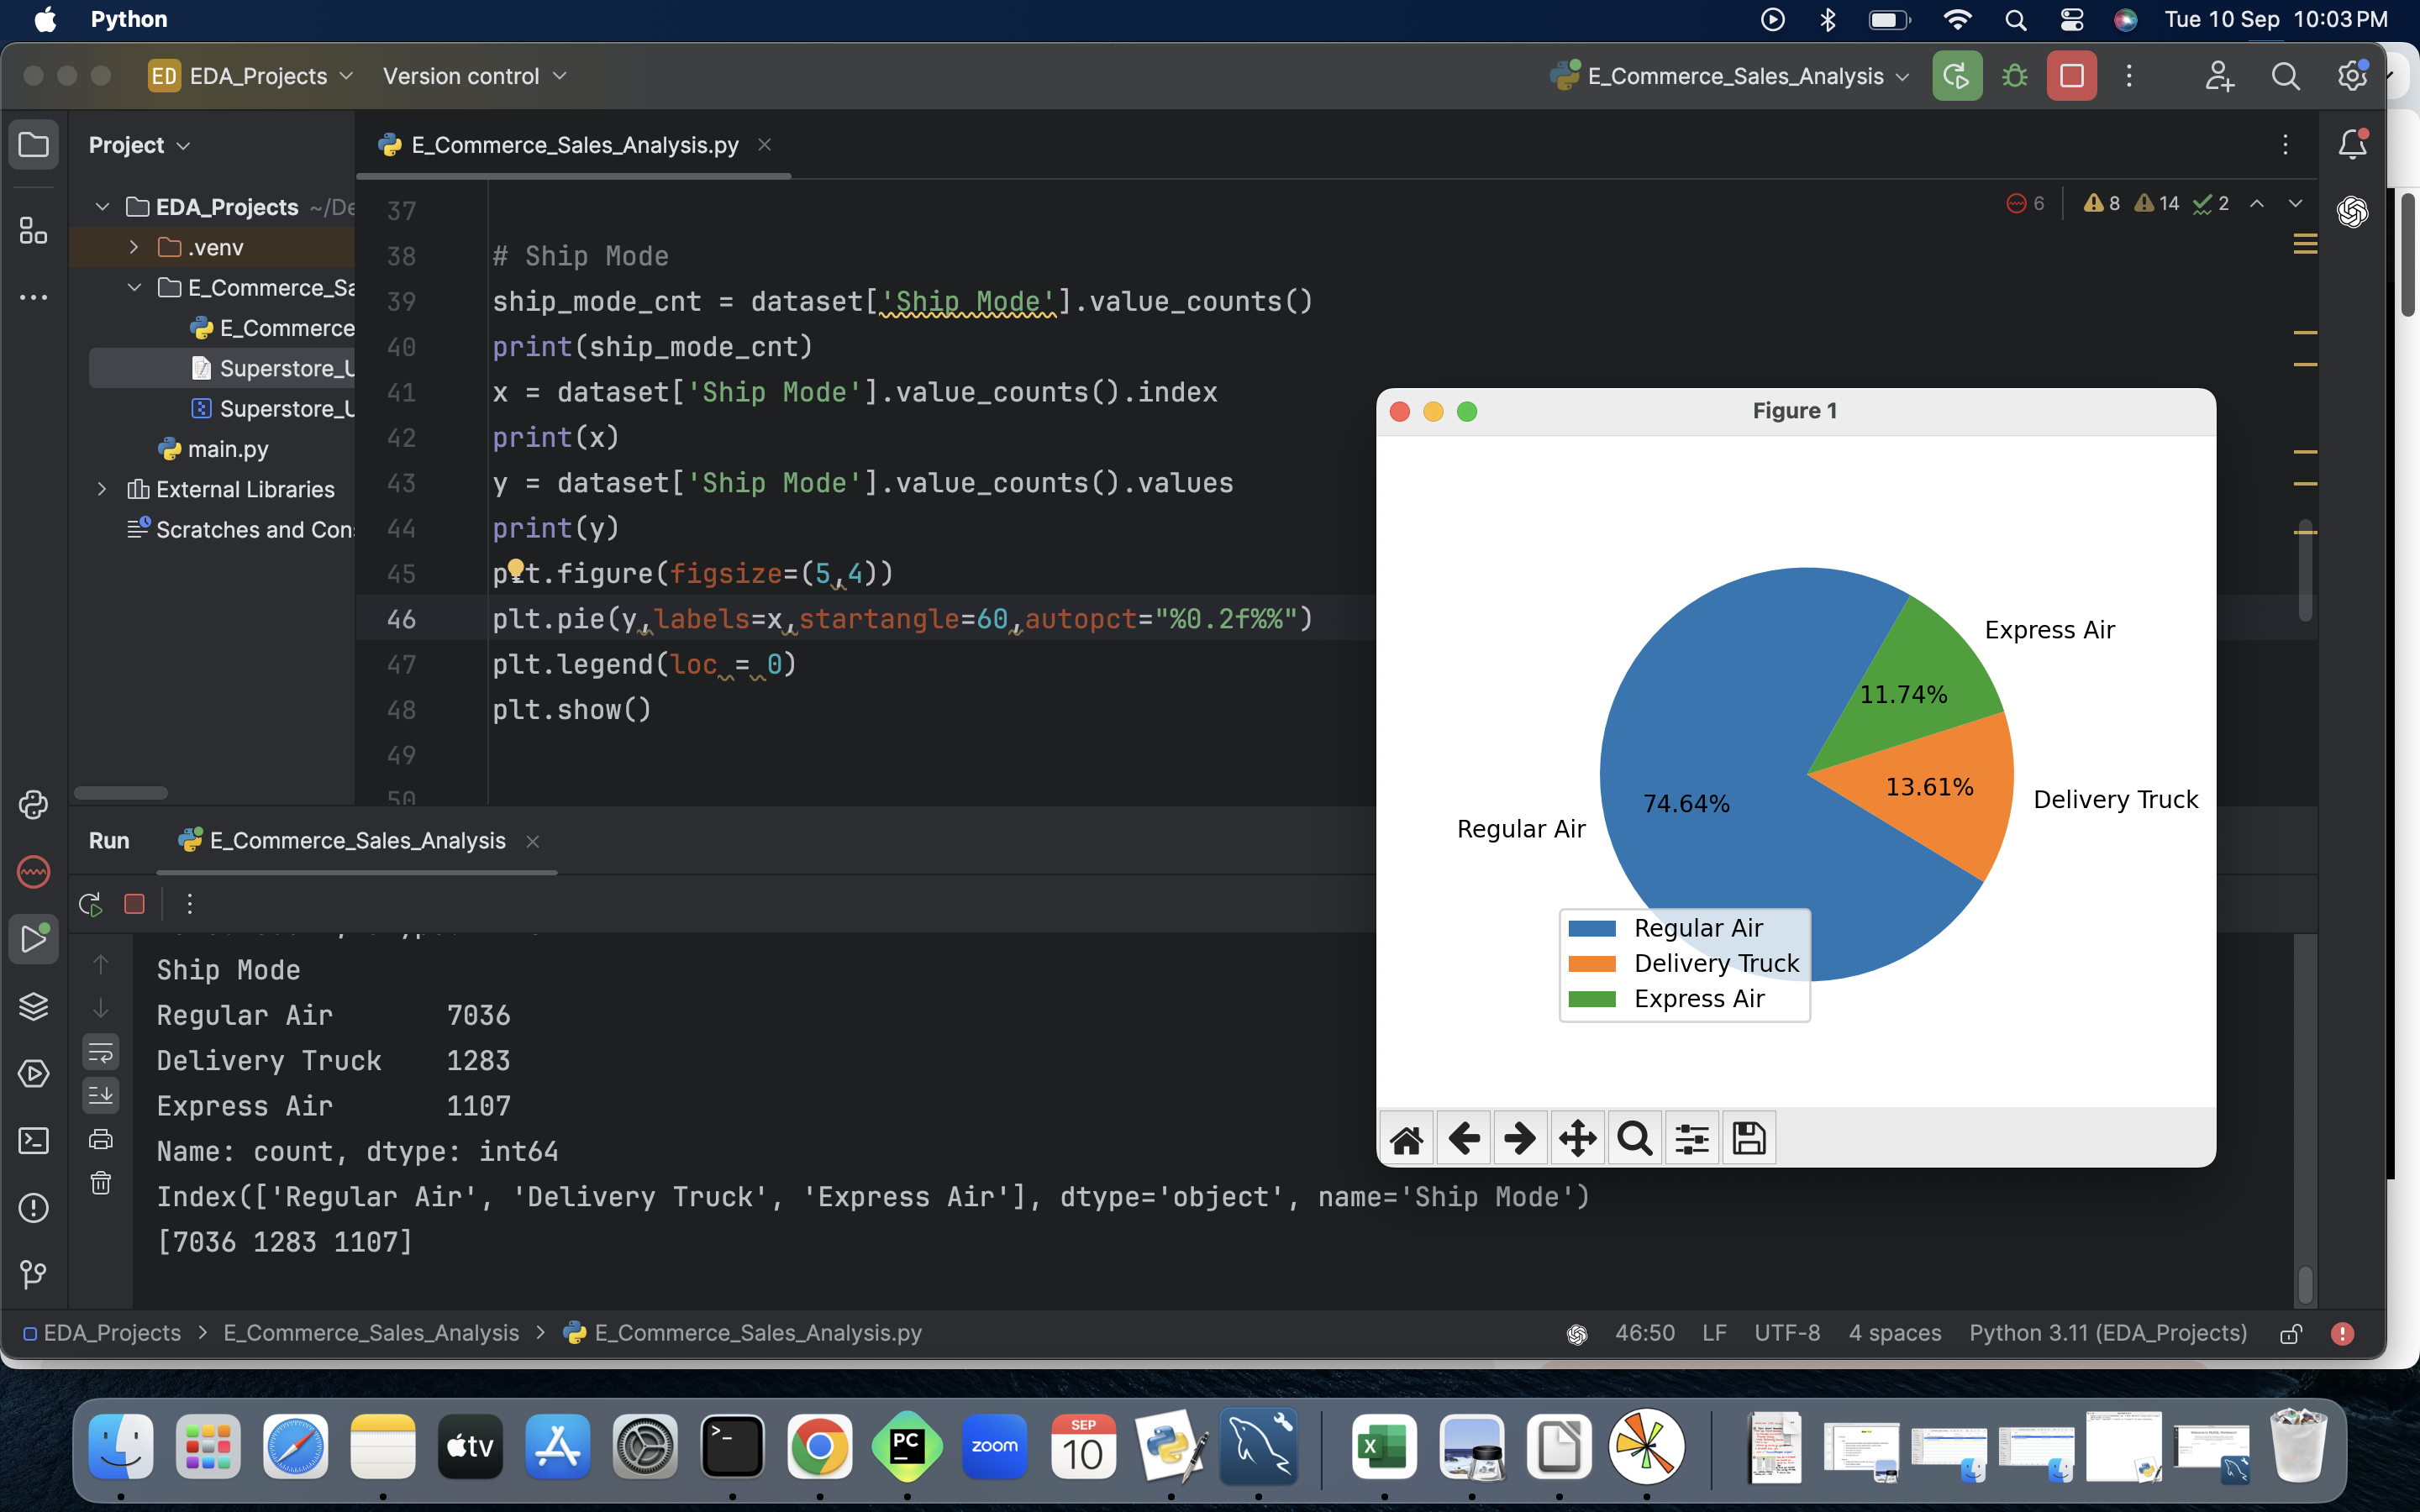 Python
Tue 10 Sep 10:03 PM
ED EDA_Projects
Version control
E_Commerce_Sales_Analysis
Project
E_Commerce_Sales_Analysis.py
6 8 14 2
EDA_Projects ~/De
.venv
E_Commerce_Sa
E_Commerce
Superstore_U
Superstore_U
main.py
External Libraries
Scratches and Con
37
38 # Ship Mode
39 ship_mode_cnt = dataset['Ship Mode'].value_counts()
40 print(ship_mode_cnt)
41 x = dataset['Ship Mode'].value_counts().index
42 print(x)
43 y = dataset['Ship Mode'].value_counts().values
44 print(y)
45 plt.figure(figsize=(5,4))
46 plt.pie(y,labels=x,startangle=60,autopct="%0.2f%%")
47 plt.legend(loc = 0)
48 plt.show()
49
50
Figure 1
Express Air
11.74%
13.61%
Delivery Truck
74.64%
Regular Air
Regular Air
Delivery Truck
Express Air
Run
E_Commerce_Sales_Analysis
Ship Mode
Regular Air 7036
Delivery Truck 1283
Express Air 1107
Name: count, dtype: int64
Index(['Regular Air', 'Delivery Truck', 'Express Air'], dtype='object', name='Ship Mode')
[7036 1283 1107]
EDA_Projects > E_Commerce_Sales_Analysis > E_Commerce_Sales_Analysis.py
46:50 LF UTF-8 4 spaces Python 3.11 (EDA_Projects)
tv
PC
zoom
SEP
10
X